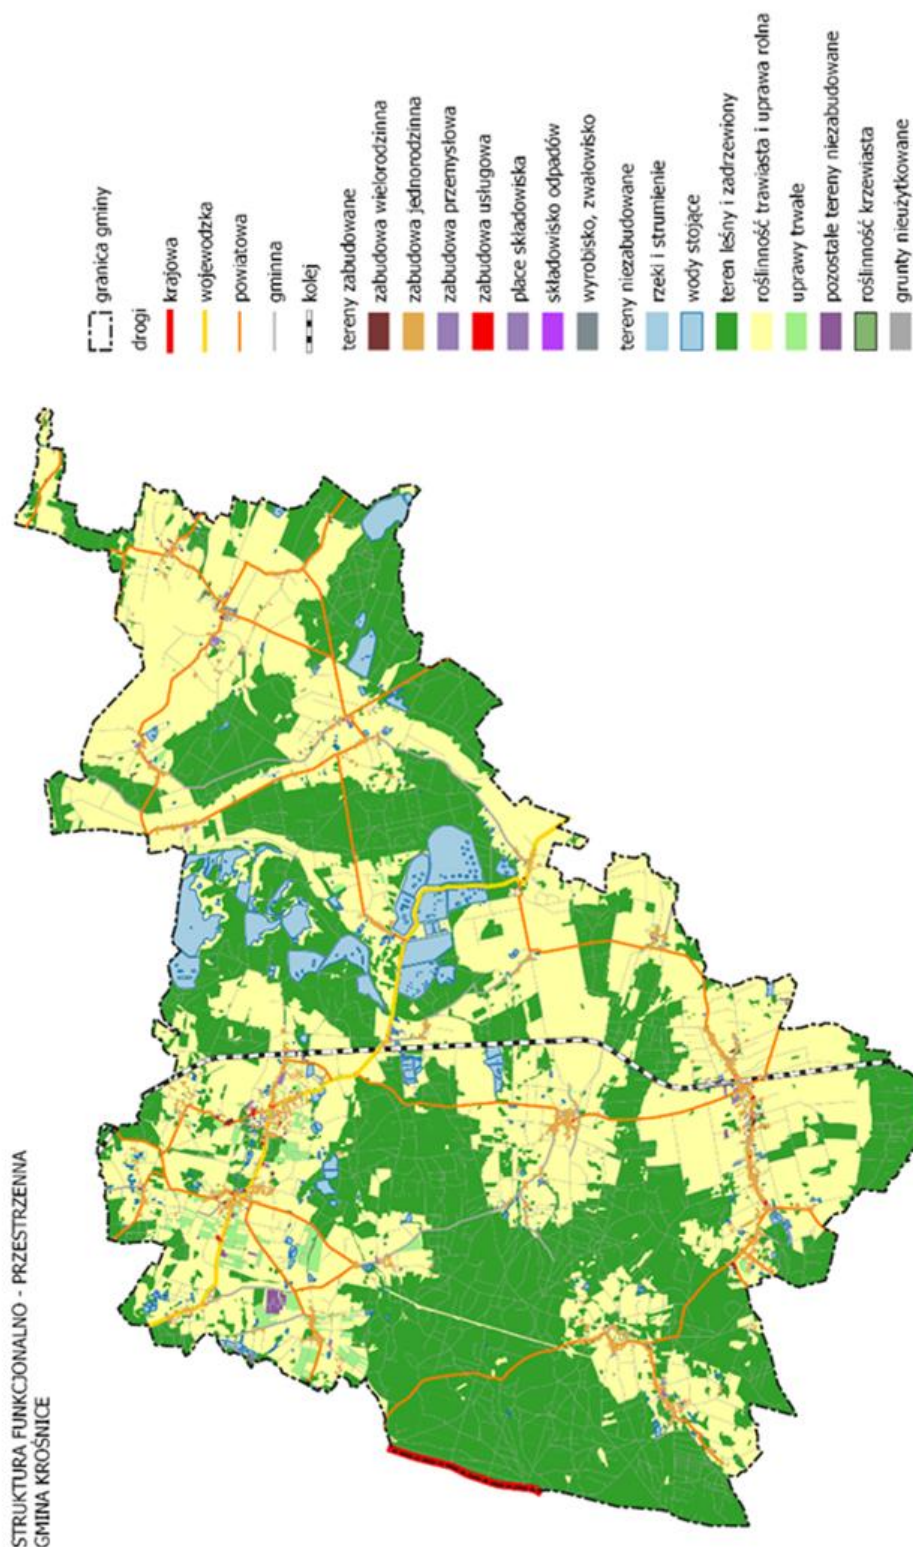 STRUKTURA FUNKCJONALNO - PRZESTRZENNA
GMINA KROŚNICE
granica gminy
drogi
krajowa
wojewodzka
powiatowa
gminna
kolej
tereny zabudowane
zabudowa wielorodzinna
zabudowa jednorodzinna
zabudowa przemysłowa
zabudowa usługowa
place składowiska
składowisko odpadów
wyrobisko, zwałowisko
tereny niezabudowane
rzeki i strumienie
wody stojące
teren leśny i zadrzewiony
roślinność trawiasta i uprawa rolna
uprawy trwałe
pozostałe tereny niezabudowane
roślinność krzewiasta
grunty nieużytkowane